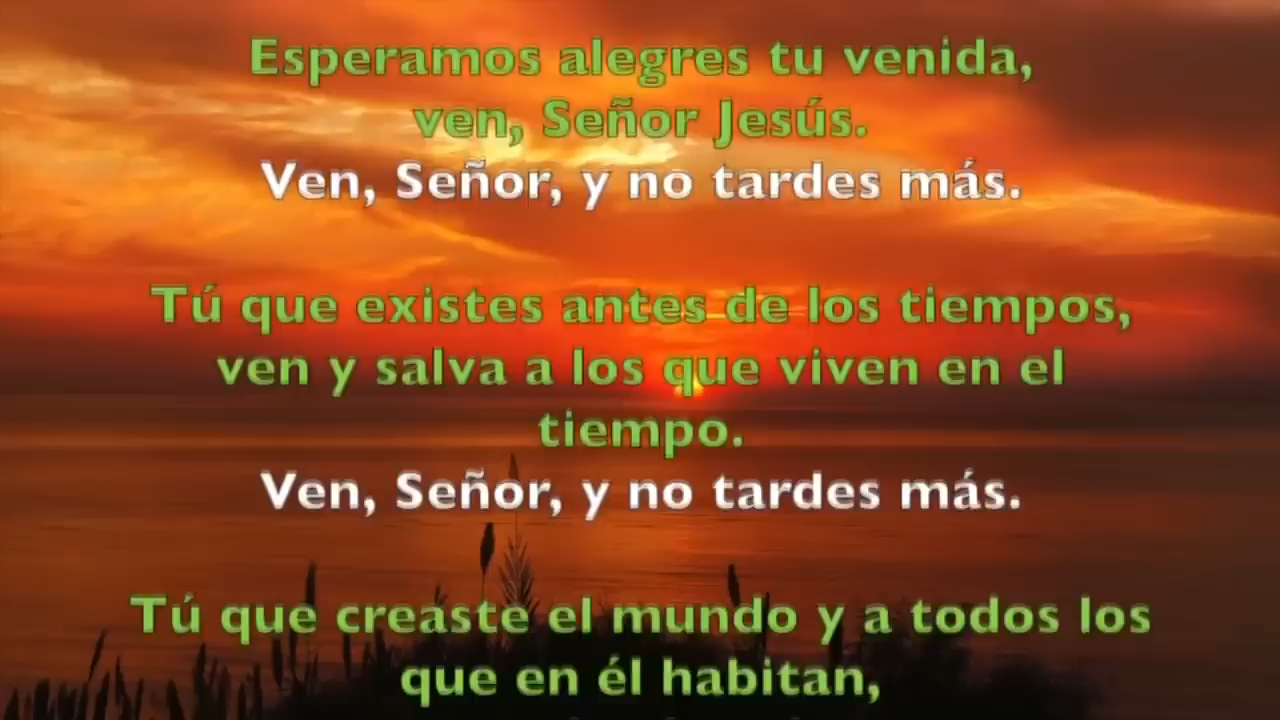 Esperamos alegres tu venida,
ven, Señor Jesús.
Ven, Señor, y no tardes más.
Tú que existes antes de los tiempos,
ven y salva a los que viven en el
tiempo.
Ven, Señor, y no tardes más.
Tú que creaste el mundo y a todos los
que en él habitan,